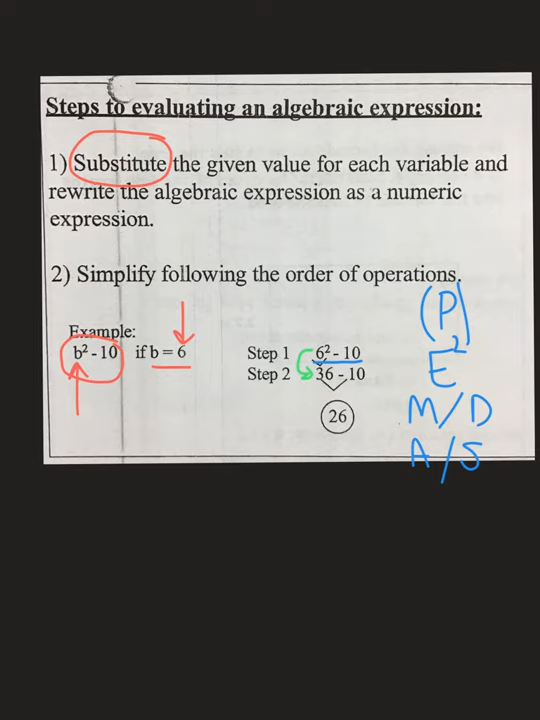 Steps to evaluating an algebraic expression:
1) Substitute the given value for each variable and
rewrite the algebraic expression as a numeric
expression.
2) Simplify following the order of operations.
Example:
b² - 10 if b = 6
Step 1 6² - 10
Step 2 36 - 10
26
(P)
E²
M/D
A/S